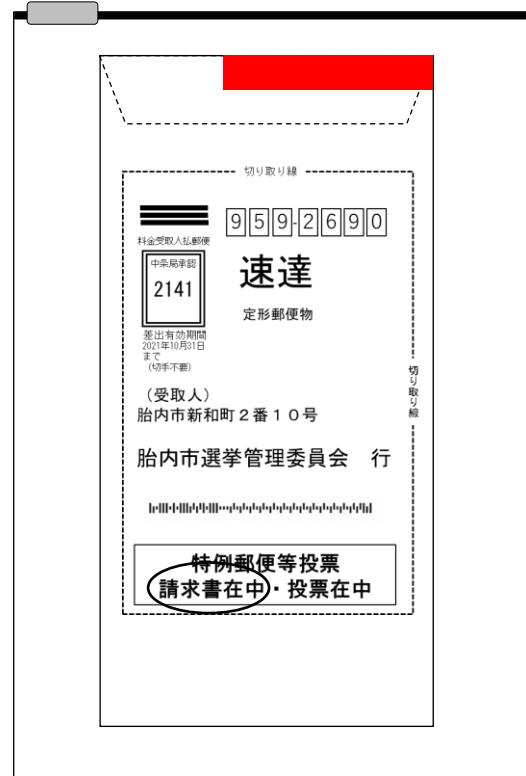 切り取り線
959-2690
料金受取人払郵便
中条局承認
2141
速達
定形郵便物
差出有効期間
2021年10月31日
まで
(切手不要)
切り取り線
(受取人)
胎内市新和町2番10号
胎内市選挙管理委員会 行
特例郵便等投票
請求書在中・投票在中